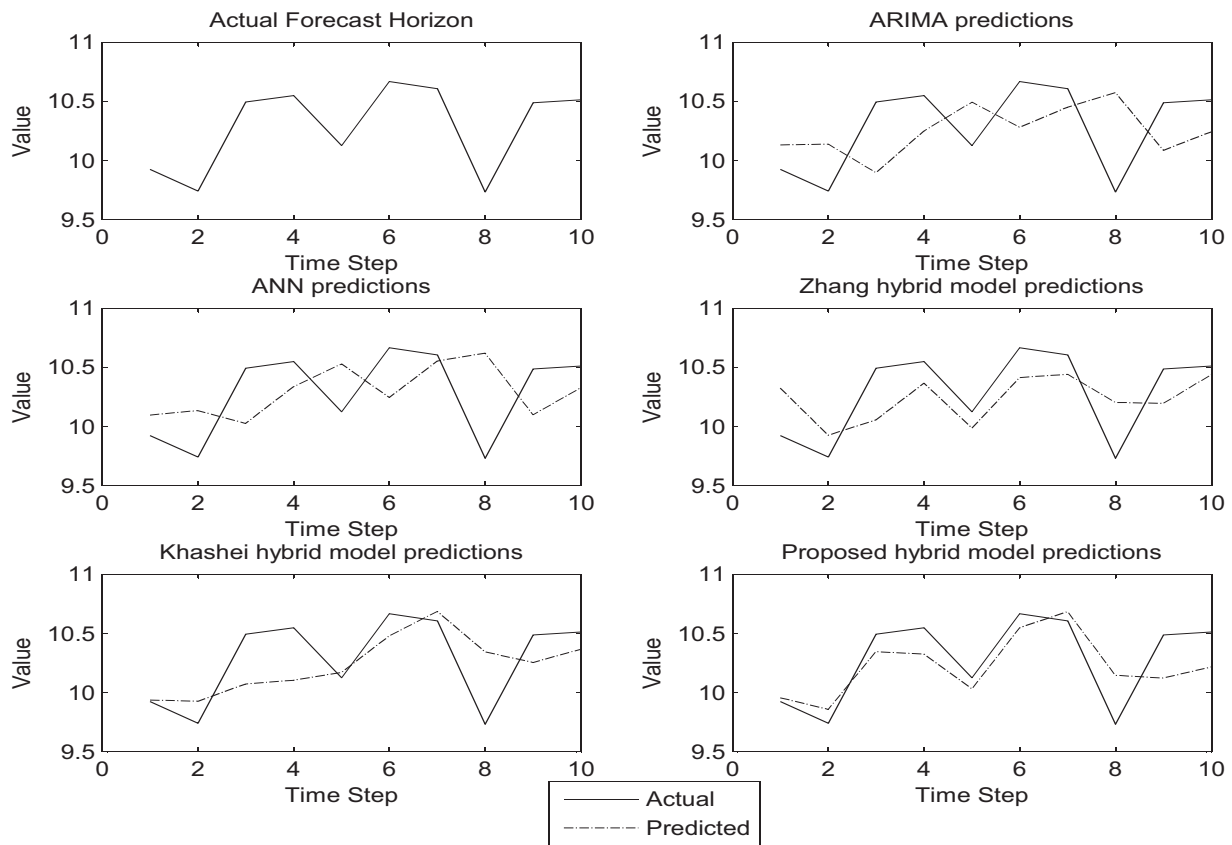 Actual Forecast Horizon
11
10.5
10
9.5
Value
0 2 4 6 8 10
Time Step
ARIMA predictions
11
10.5
10
9.5
Value
0 2 4 6 8 10
Time Step
ANN predictions
11
10.5
10
9.5
Value
0 2 4 6 8 10
Time Step
Zhang hybrid model predictions
11
10.5
10
9.5
Value
0 2 4 6 8 10
Time Step
Khashei hybrid model predictions
11
10.5
10
9.5
Value
0 2 4 6 8 10
Time Step
Proposed hybrid model predictions
11
10.5
10
9.5
Value
0 2 4 6 8 10
Time Step
Actual
Predicted